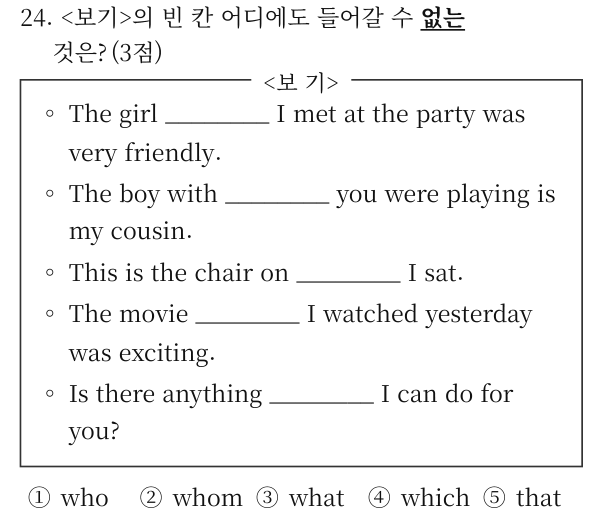 24. <보기>의 빈 칸 어디에도 들어갈 수 없는
것은? (3점)
<보 기>
◦ The girl ________ I met at the party was
very friendly.
◦ The boy with ________ you were playing is
my cousin.
◦ This is the chair on ________ I sat.
◦ The movie ________ I watched yesterday
was exciting.
◦ Is there anything ________ I can do for
you?
① who ② whom ③ what ④ which ⑤ that